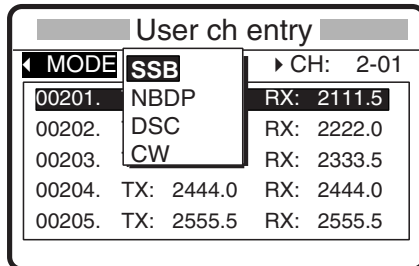 User ch entry
MODE SSB CH: 2-01
00201. NBDP RX: 2111.5
00202. DSC RX: 2222.0
00203. CW RX: 2333.5
00204. TX: 2444.0 RX: 2444.0
00205. TX: 2555.5 RX: 2555.5